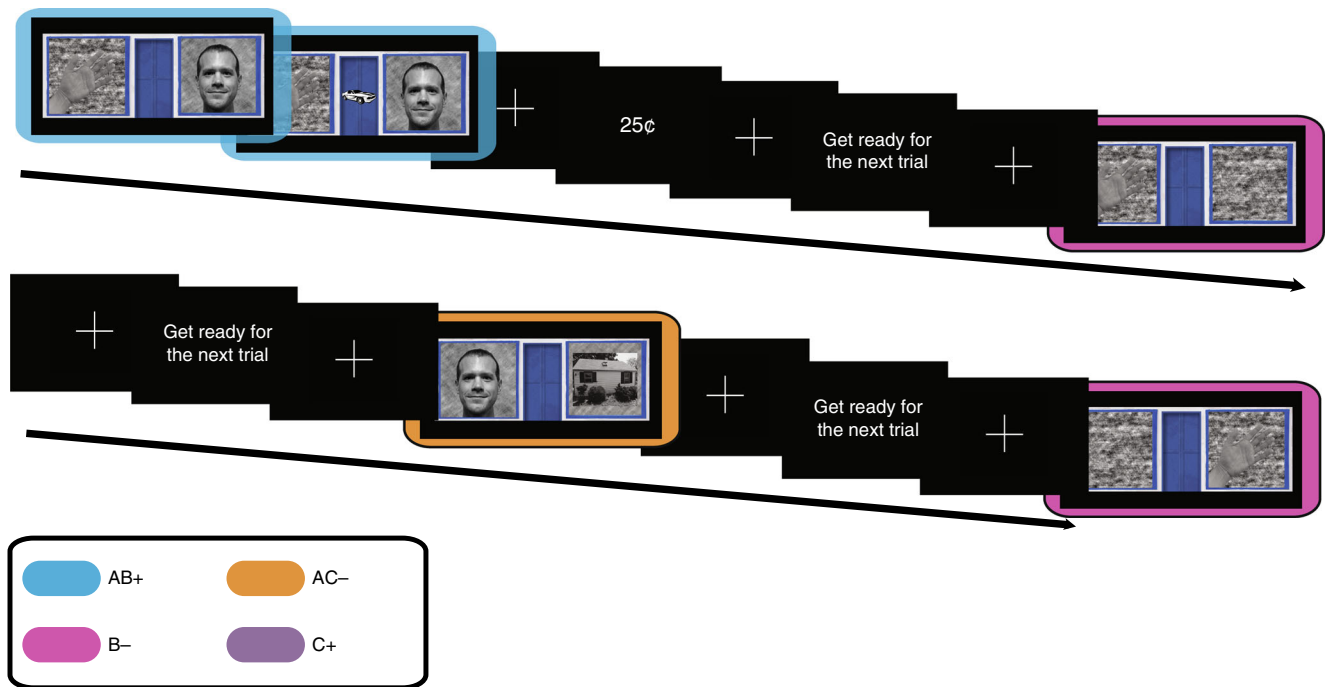 25¢
Get ready for
the next trial
Get ready for
the next trial
Get ready for
the next trial
AB+
AC–
B–
C+